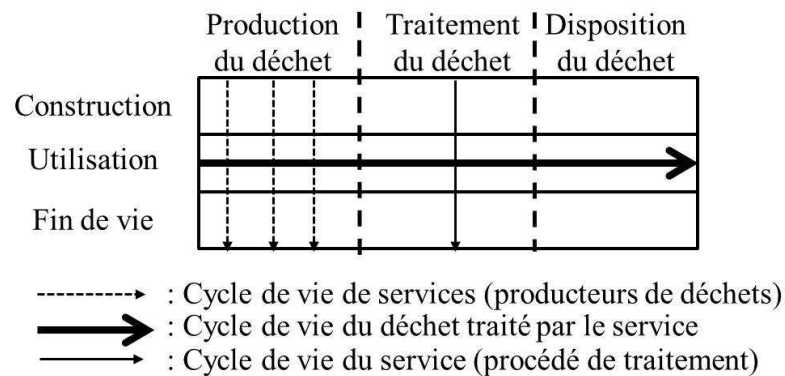 Production Traitement Disposition
du déchet du déchet du déchet
Construction
Utilisation
Fin de vie
: Cycle de vie de services (producteurs de déchets)
: Cycle de vie du déchet traité par le service
: Cycle de vie du service (procédé de traitement)